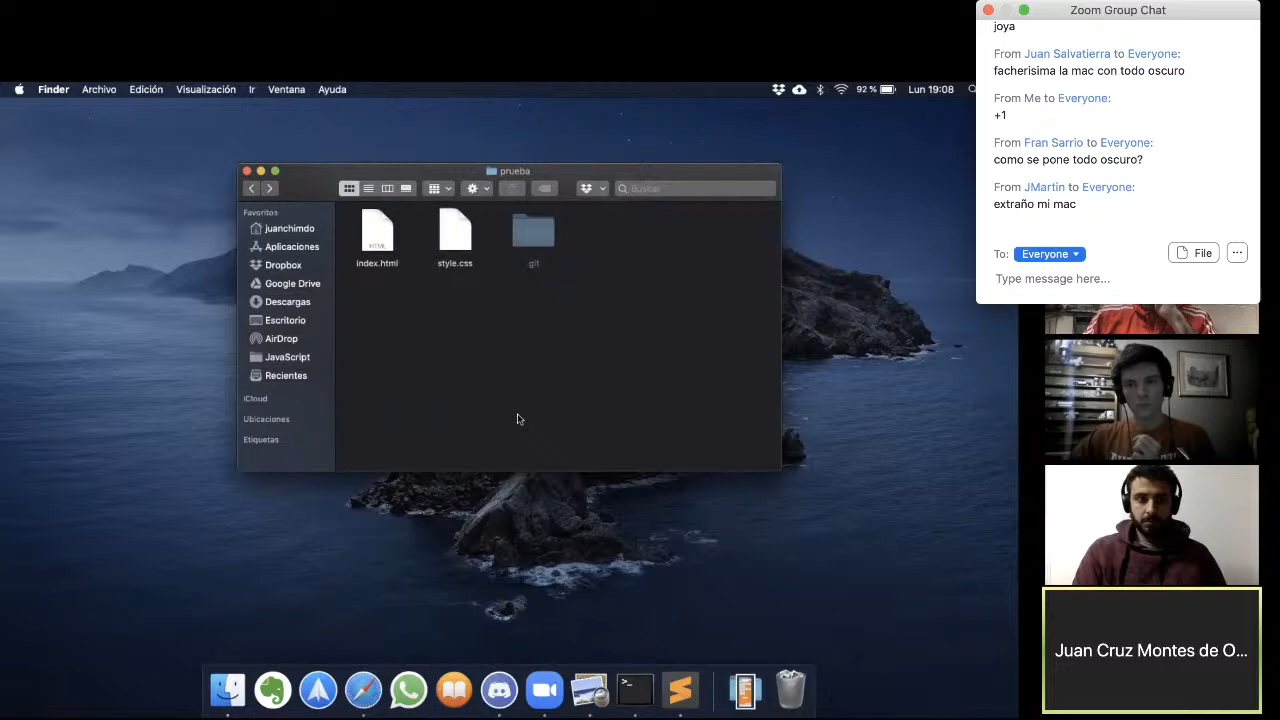 Zoom Group Chat
joya
From Juan Salvatierra to Everyone:
facherisima la mac con todo oscuro
From Me to Everyone:
+1
From Fran Sarrio to Everyone:
como se pone todo oscuro?
From JMartin to Everyone:
extraño mi mac
To: Everyone
File
Type message here...
Finder Archivo Edición Visualización Ir Ventana Ayuda
92 % Lun 19:08
prueba
Buscar
Favoritos
juanchimdo
Aplicaciones
Dropbox
Google Drive
Descargas
Escritorio
AirDrop
JavaScript
Recientes
iCloud
Ubicaciones
Etiquetas
HTML
index.html
style.css
.git
Juan Cruz Montes de O...